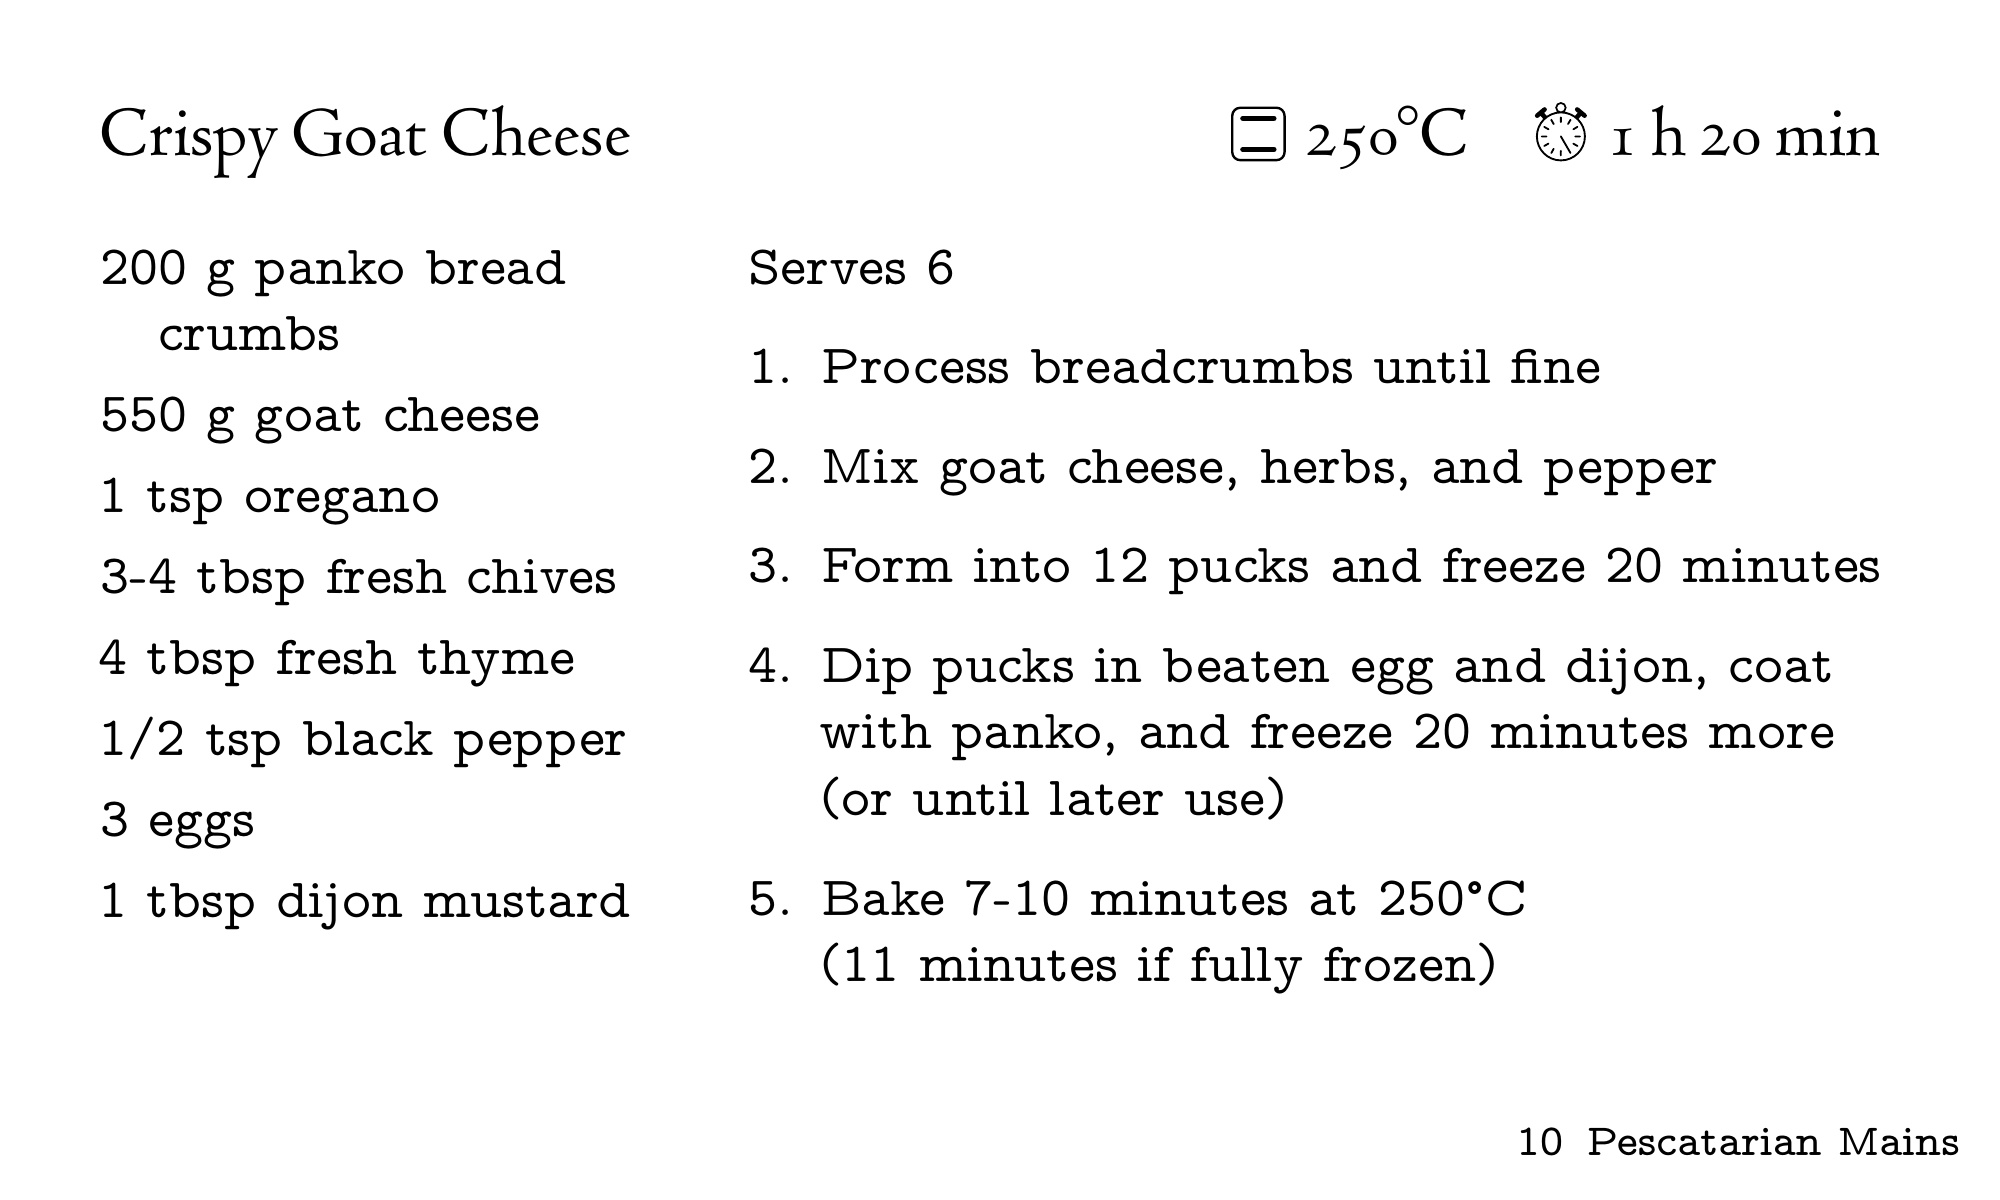 Crispy Goat Cheese
250°C 1 h 20 min
200 g panko bread
crumbs
550 g goat cheese
1 tsp oregano
3-4 tbsp fresh chives
4 tbsp fresh thyme
1/2 tsp black pepper
3 eggs
1 tbsp dijon mustard
Serves 6
1. Process breadcrumbs until fine
2. Mix goat cheese, herbs, and pepper
3. Form into 12 pucks and freeze 20 minutes
4. Dip pucks in beaten egg and dijon, coat
with panko, and freeze 20 minutes more
(or until later use)
5. Bake 7-10 minutes at 250°C
(11 minutes if fully frozen)
10 Pescatarian Mains